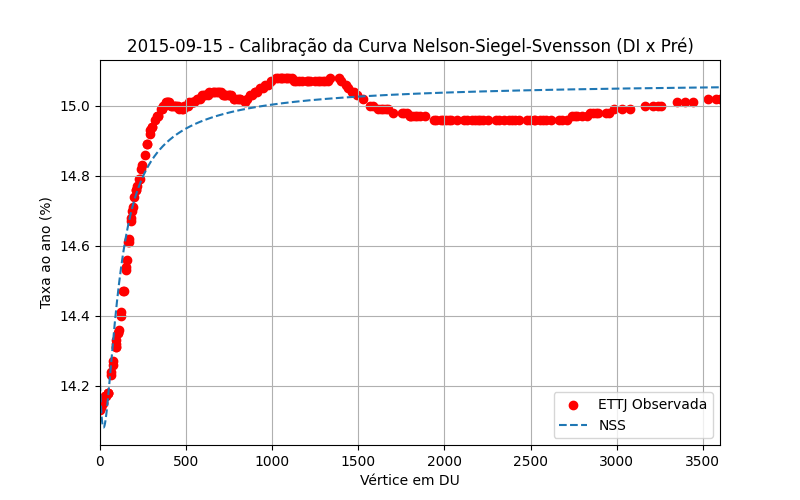 2015-09-15 - Calibração da Curva Nelson-Siegel-Svensson (DI x Pré)
Taxa ao ano (%)
15.0
14.8
14.6
14.4
14.2
0
500
1000
1500
2000
2500
3000
3500
Vértice em DU
ETTJ Observada
NSS